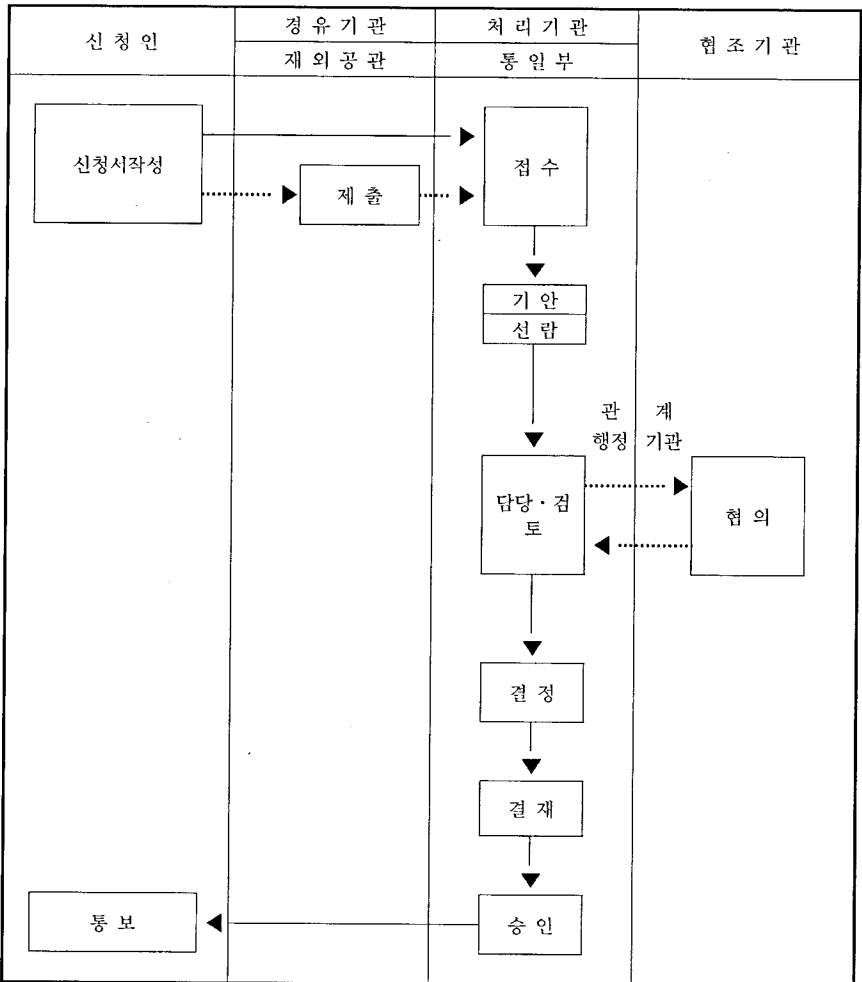 신 청 인
경 유 기 관
처 리 기 관
협 조 기 관
재 외 공 관
통 일 부
신청서작성
접 수
제 출
기 안
선 람
관 계
행정 기관
담당 · 검
토
협 의
결 정
결 재
통 보
승 인